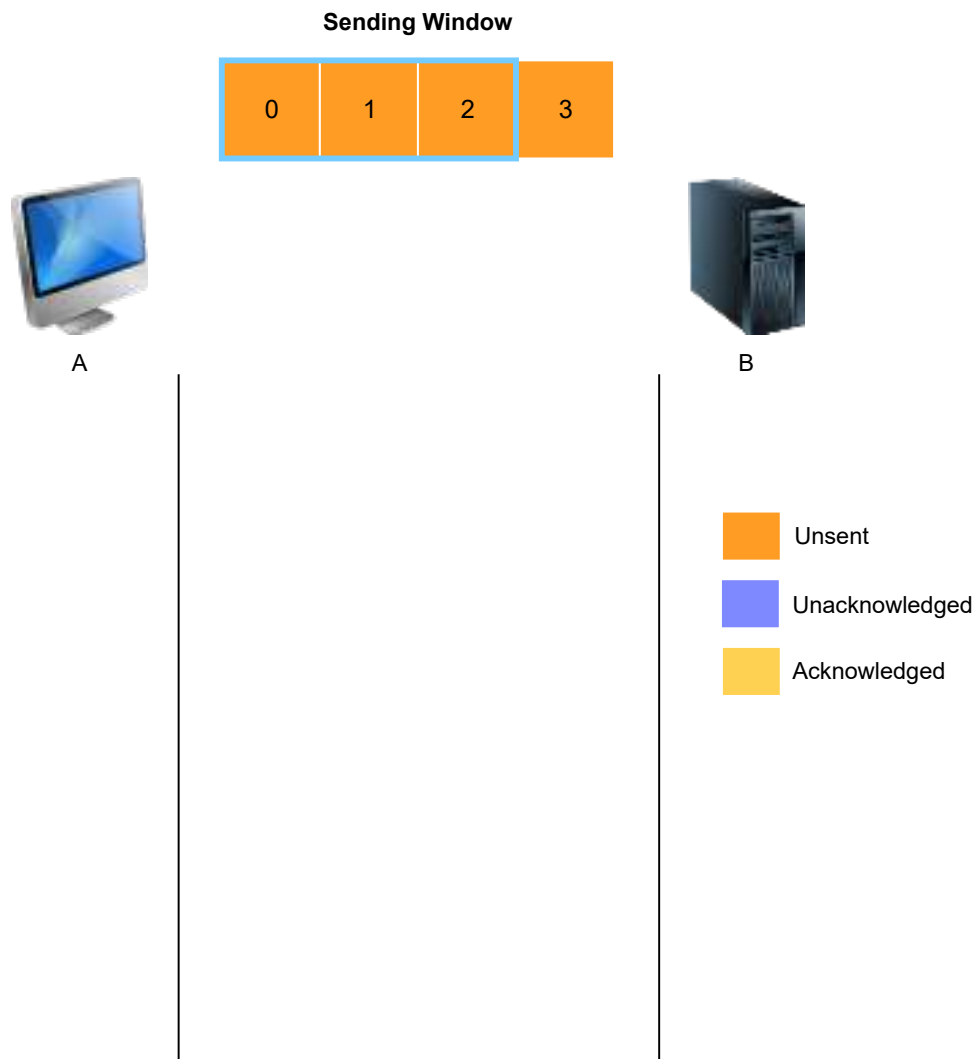 Sending Window
0 1 2 3
A
B
Unsent
Unacknowledged
Acknowledged